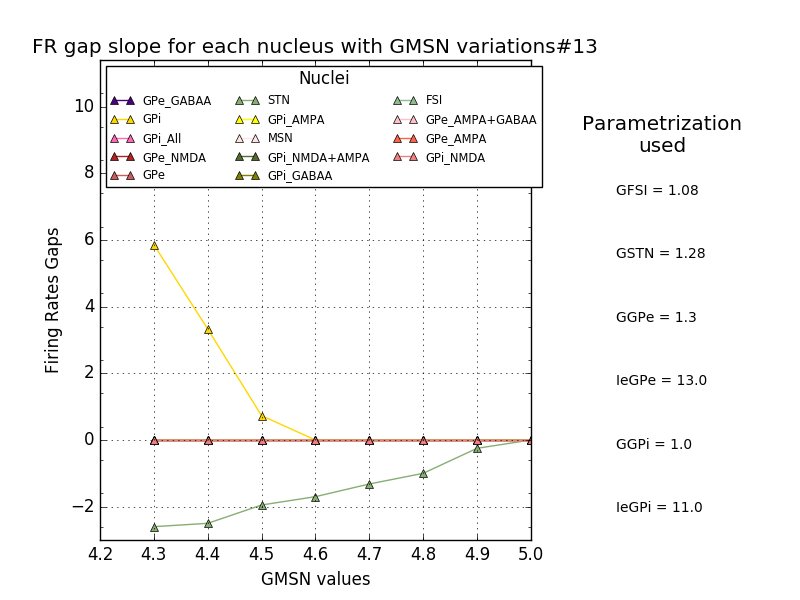 FR gap slope for each nucleus with GMSN variations#13
Nuclei
GPe_GABAA STN FSI
GPi GPi_AMPA GPe_AMPA+GABAA
GPi_All MSN GPe_AMPA
GPe_NMDA GPi_NMDA+AMPA GPi_NMDA
GPe GPi_GABAA
10
8
6
4
2
0
−2
Firing Rates Gaps
4.2 4.3 4.4 4.5 4.6 4.7 4.8 4.9 5.0
GMSN values
Parametrization
used
GFSI = 1.08
GSTN = 1.28
GGPe = 1.3
IeGPe = 13.0
GGPi = 1.0
IeGPi = 11.0